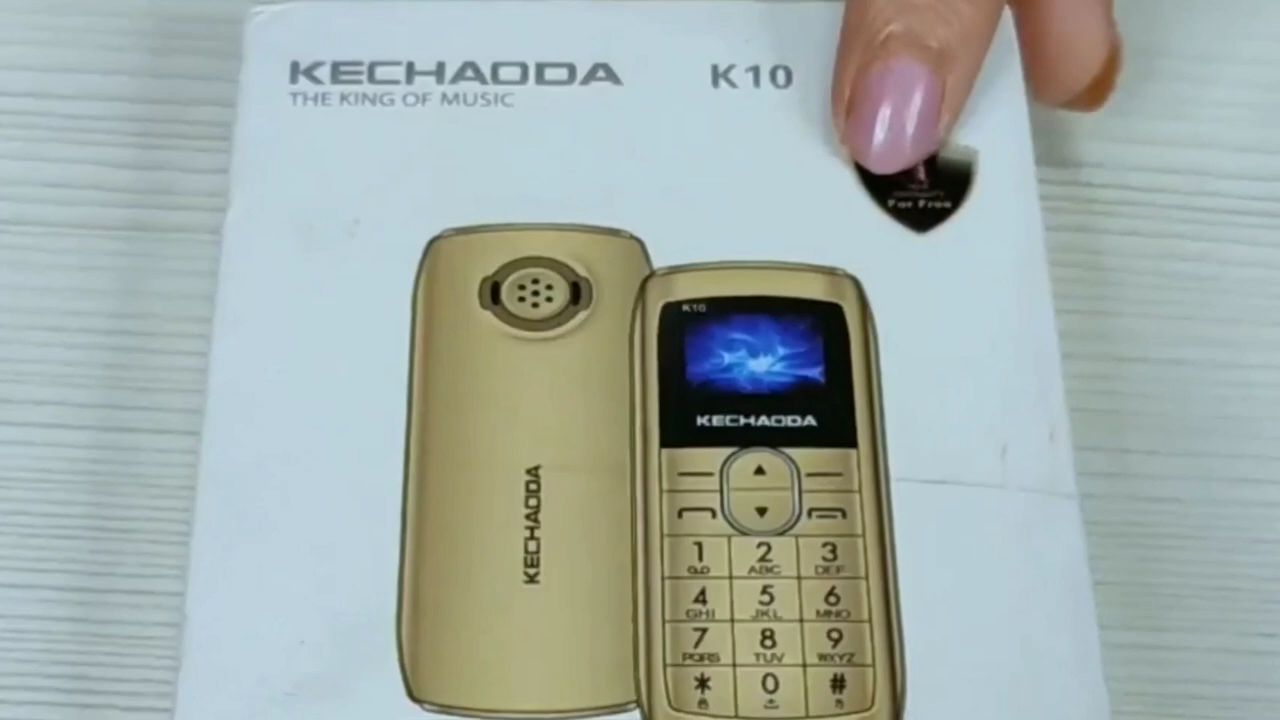 KECHAODA K10
THE KING OF MUSIC
For Free
K10
KECHAODA
KECHAODA
1 2 3
ABC DEF
4 5 6
GHI JKL MNO
7 8 9
PQRS TUV WXYZ
* 0 #